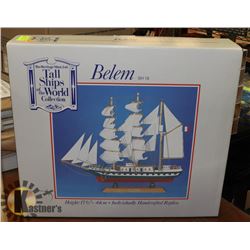 The Heritage Mint, Ltd.
Tall
Ships
of the
World
Collection
Belem
Height 17½"- 44cm • Individually Handcrafted Replica
Kastner's